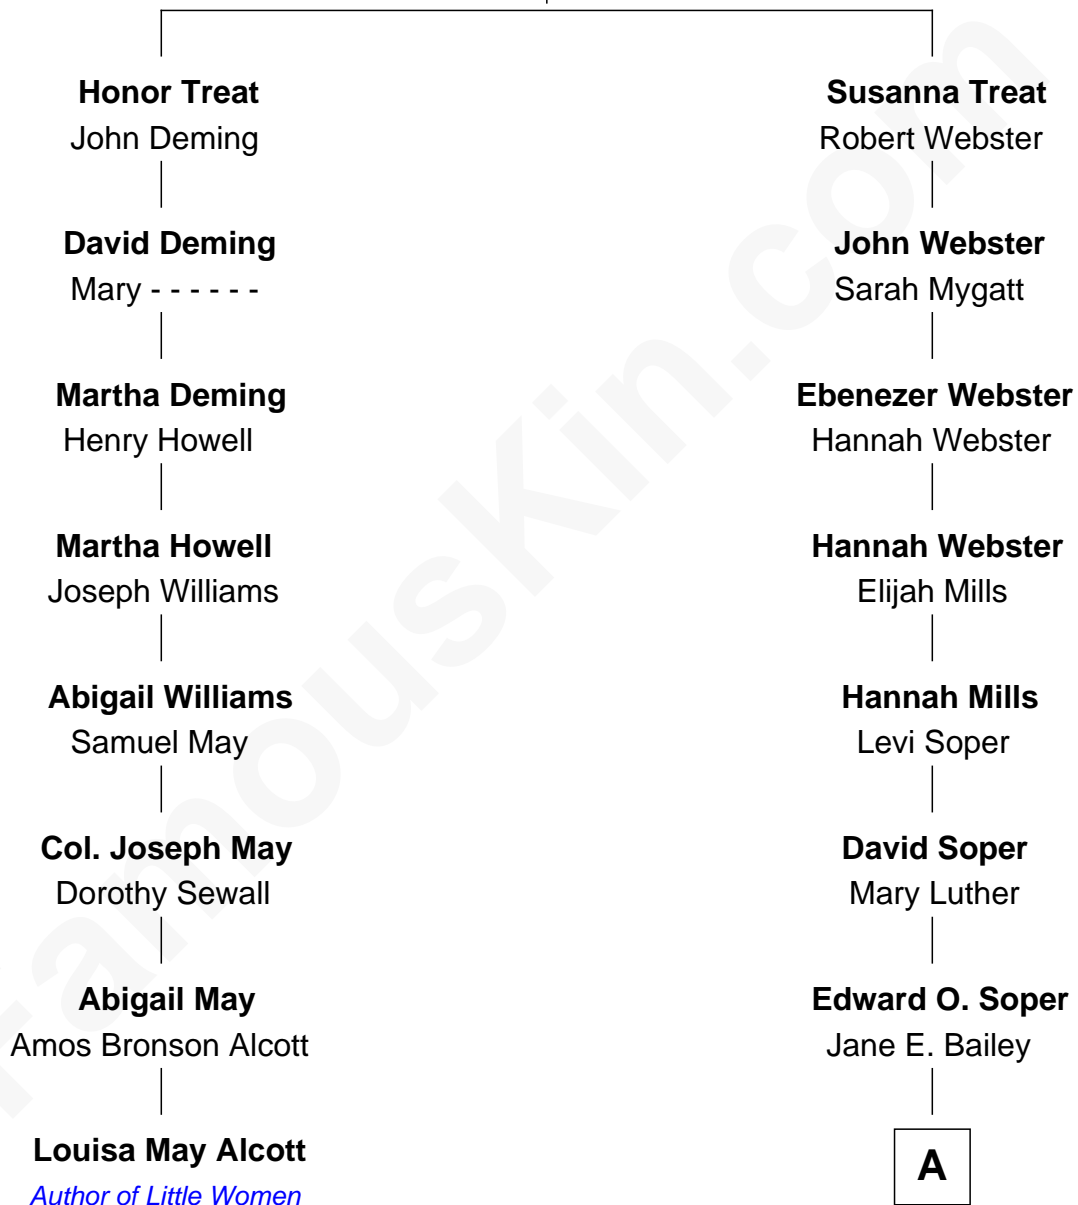 Honor Treat
John Deming
David Deming
Mary - - - - - -
Martha Deming
Henry Howell
Martha Howell
Joseph Williams
Abigail Williams
Samuel May
Col. Joseph May
Dorothy Sewall
Abigail May
Amos Bronson Alcott
Louisa May Alcott
Author of Little Women
Susanna Treat
Robert Webster
John Webster
Sarah Mygatt
Ebenezer Webster
Hannah Webster
Hannah Webster
Elijah Mills
Hannah Mills
Levi Soper
David Soper
Mary Luther
Edward O. Soper
Jane E. Bailey
A
FamousKin.com